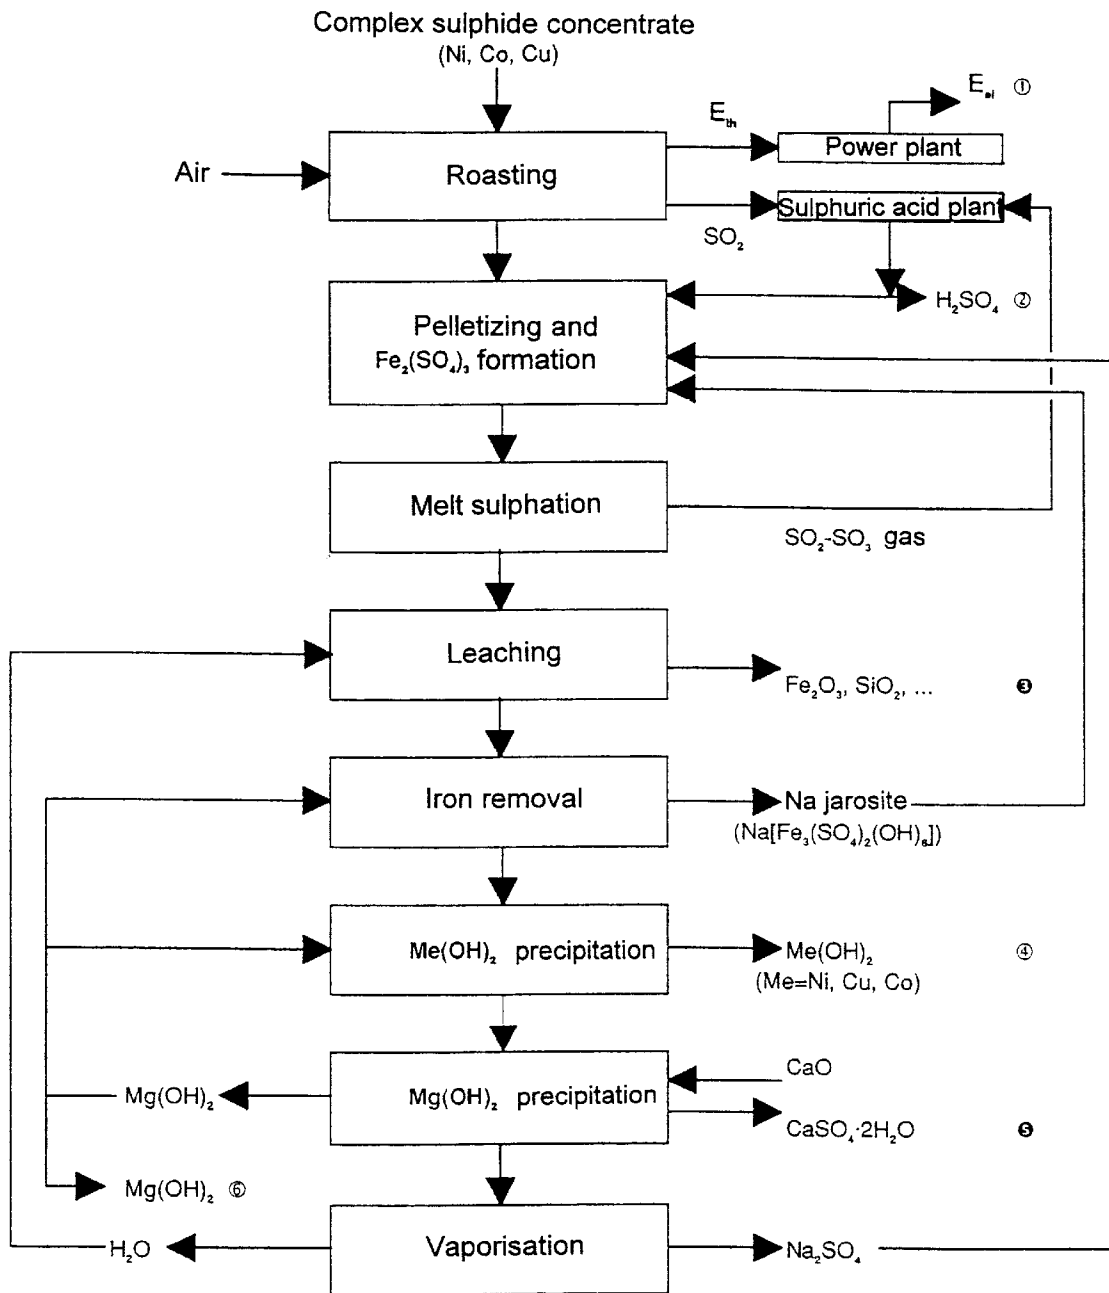 Complex sulphide concentrate
(Ni, Co, Cu)
E_el ①
E_th
Power plant
Air
Roasting
Sulphuric acid plant
SO₂
H₂SO₄ ②
Pelletizing and
Fe₂(SO₄)₃ formation
Melt sulphation
SO₂-SO₃ gas
Leaching
Fe₂O₃, SiO₂, ... ❸
Iron removal
Na jarosite
(Na[Fe₃(SO₄)₂(OH)₆])
Me(OH)₂ precipitation
Me(OH)₂ ④
(Me=Ni, Cu, Co)
CaO
Mg(OH)₂
Mg(OH)₂ precipitation
CaSO₄·2H₂O ❺
Mg(OH)₂ ⑥
H₂O
Vaporisation
Na₂SO₄